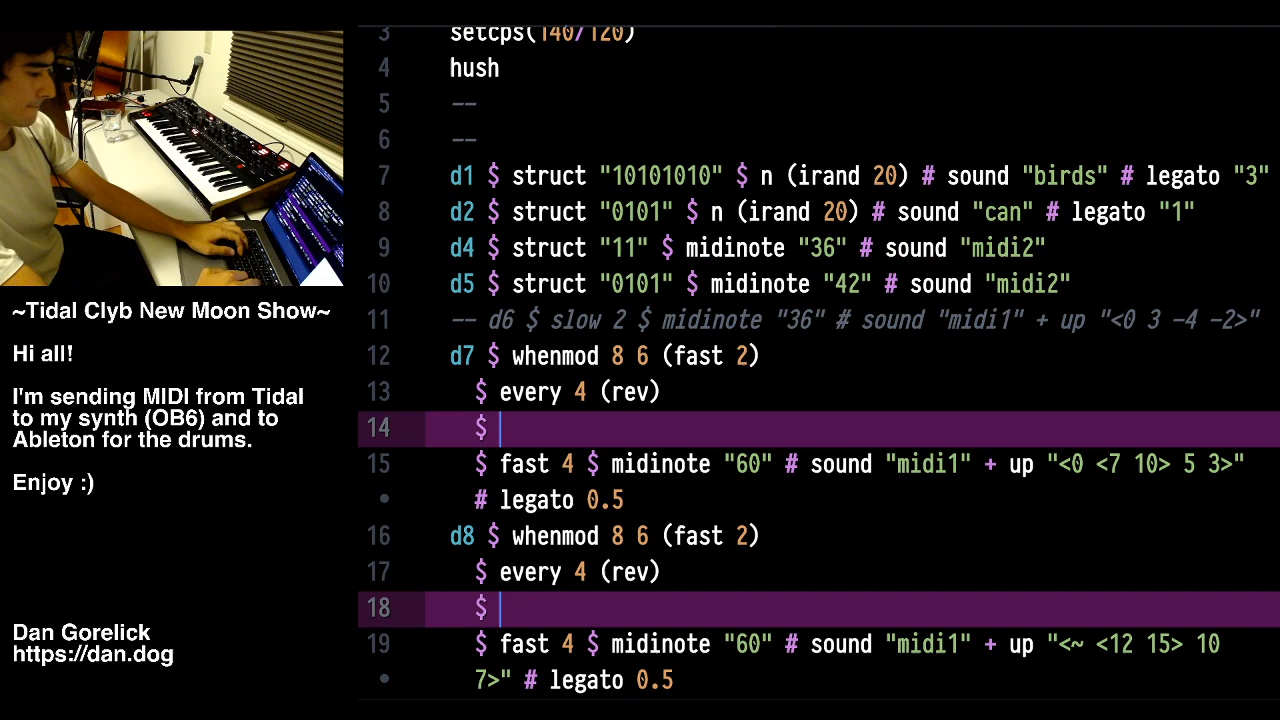 ~Tidal Clyb New Moon Show~
Hi all!
I'm sending MIDI from Tidal
to my synth (OB6) and to
Ableton for the drums.
Enjoy :)
Dan Gorelick
https://dan.dog
3 setcps(140/120)
4 hush
5 --
6 --
7 d1 $ struct "10101010" $ n (irand 20) # sound "birds" # legato "3"
8 d2 $ struct "0101" $ n (irand 20) # sound "can" # legato "1"
9 d4 $ struct "11" $ midinote "36" # sound "midi2"
10 d5 $ struct "0101" $ midinote "42" # sound "midi2"
11 -- d6 $ slow 2 $ midinote "36" # sound "midi1" + up "<0 3 -4 -2>"
12 d7 $ whenmod 8 6 (fast 2)
13 $ every 4 (rev)
14 $
15 $ fast 4 $ midinote "60" # sound "midi1" + up "<0 <7 10> 5 3>"
• # legato 0.5
16 d8 $ whenmod 8 6 (fast 2)
17 $ every 4 (rev)
18 $
19 $ fast 4 $ midinote "60" # sound "midi1" + up "<~ <12 15> 10
• 7>" # legato 0.5